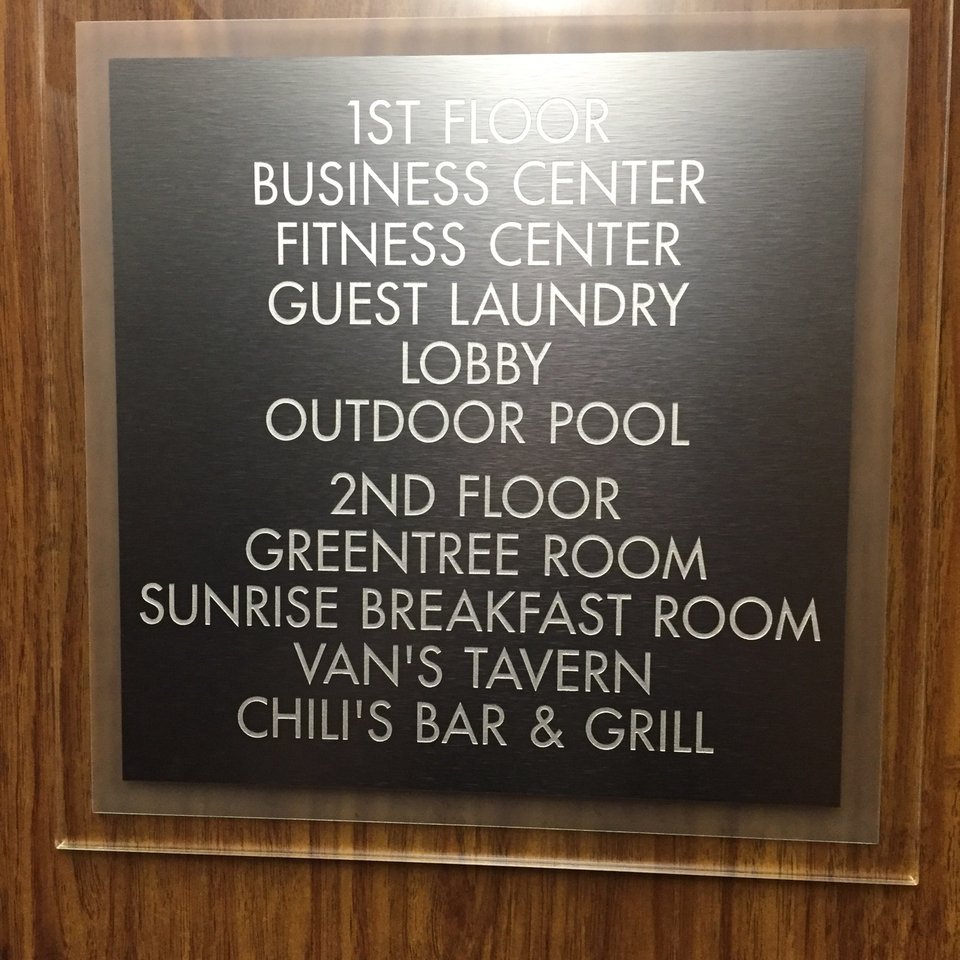 1ST FLOOR
BUSINESS CENTER
FITNESS CENTER
GUEST LAUNDRY
LOBBY
OUTDOOR POOL
2ND FLOOR
GREENTREE ROOM
SUNRISE BREAKFAST ROOM
VAN'S TAVERN
CHILI'S BAR & GRILL